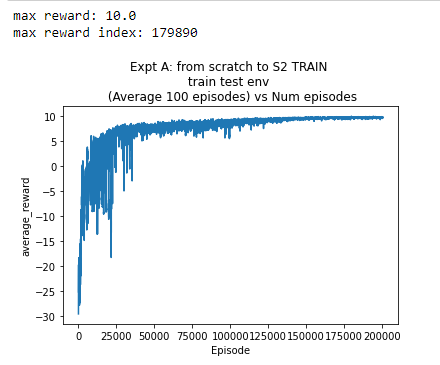 max reward: 10.0
max reward index: 179890
Expt A: from scratch to S2 TRAIN
train test env
(Average 100 episodes) vs Num episodes
average_reward
10
5
0
−5
−10
−15
−20
−25
−30
0 25000 50000 75000 100000 125000 150000 175000 200000
Episode